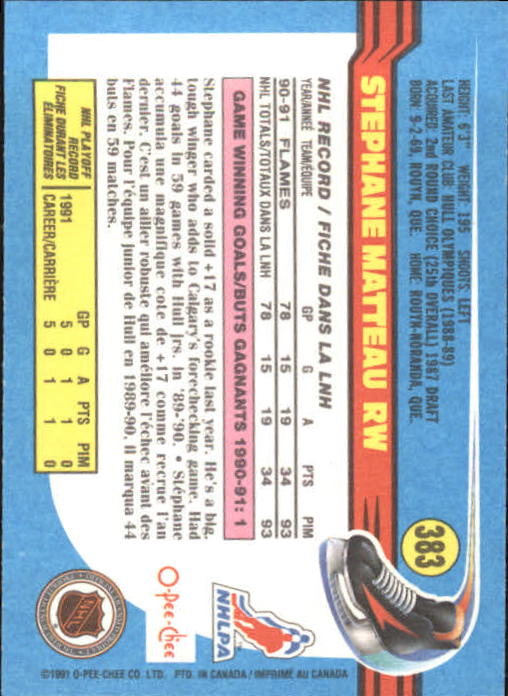 383
HEIGHT: 6'3" WEIGHT: 195 SHOOTS: LEFT
LAST AMATEUR CLUB: HULL OLYMPIQUES (1988-89)
ACQUIRED: 2nd ROUND CHOICE (25th OVERALL) 1987 DRAFT
BORN: 9-2-69, ROUYN, QUE. HOME: ROUYN-NORANDA, QUE.
STEPHANE MATTEAU RW
NHL RECORD / FICHE DANS LA LNH
YEAR/ANNÉE TEAM/ÉQUIPE GP G A PTS PIM
90-91 FLAMES 78 15 19 34 93
NHL TOTALS/TOTAUX DANS LA LNH 78 15 19 34 93
GAME WINNING GOALS/BUTS GAGNANTS 1990-91: 1
Stephane carded a solid +17 as a rookie last year. He's a big,
tough winger who adds to Calgary's forechecking game. Had
44 goals in 59 games with Hull Jrs. in '89-'90. • Stéphane
accumula une magnifique cote de +17 comme recrue l'an
dernier. C'est un ailier robuste qui améliore l'échec avant des
Flames. Pour l'équipe junior de Hull en 1989-90, il marqua 44
buts en 59 matches.
NHL PLAYOFF
RECORD
FICHE DURANT LES
ÉLIMINATOIRES
GP G A PTS PIM
1991 5 0 1 1 0
CAREER/CARRIÈRE 5 0 1 1 0
NHLPA
O-Pee-Chee
NHL
©1991 O-PEE-CHEE CO. LTD. PTD. IN CANADA / IMPRIMÉ AU CANADA